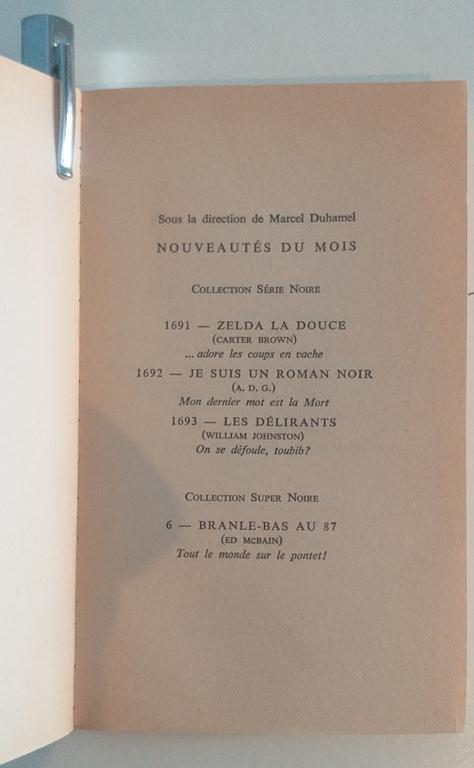 Sous la direction de Marcel Duhamel
NOUVEAUTÉS DU MOIS
COLLECTION SÉRIE NOIRE
1691 — ZELDA LA DOUCE
(CARTER BROWN)
... adore les coups en vache
1692 — JE SUIS UN ROMAN NOIR
(A. D. G.)
Mon dernier mot est la Mort
1693 — LES DÉLIRANTS
(WILLIAM JOHNSTON)
On se défoule, toubib?
COLLECTION SUPER NOIRE
6 — BRANLE-BAS AU 87
(ED MCBAIN)
Tout le monde sur le pontet!